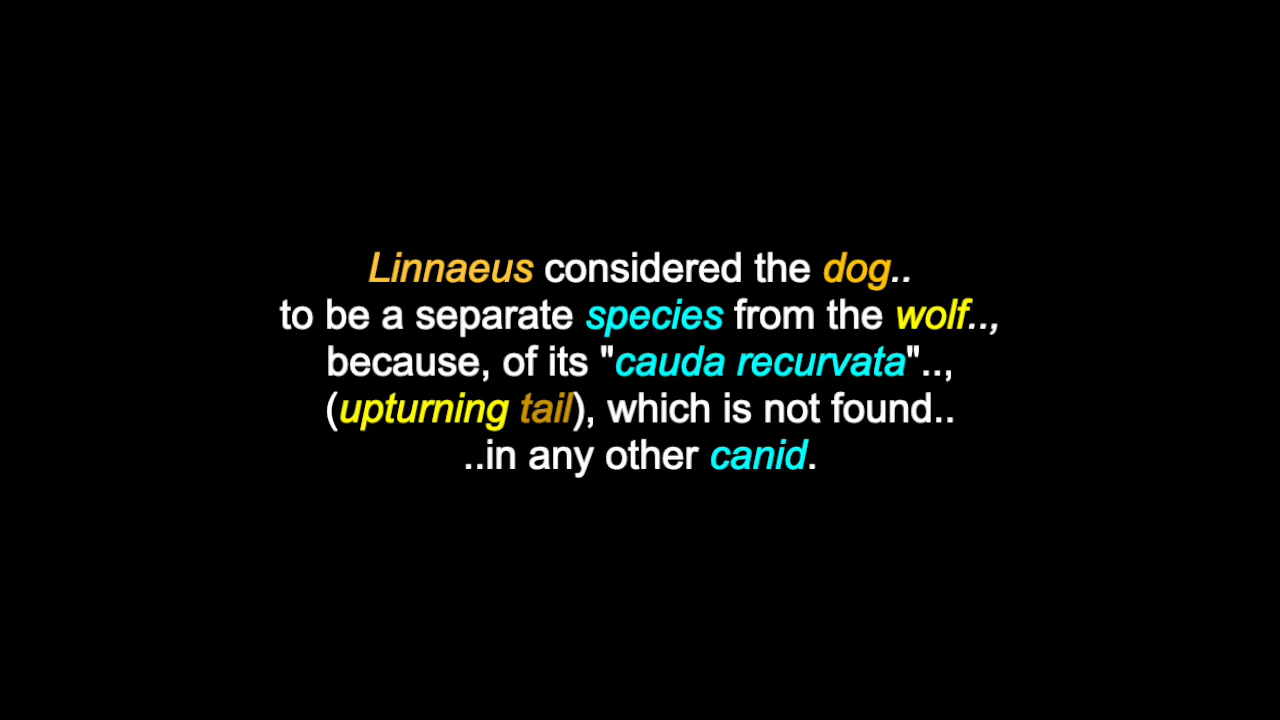 Linnaeus considered the dog..
to be a separate species from the wolf..,
because, of its "cauda recurvata"..,
(upturning tail), which is not found..
..in any other canid.